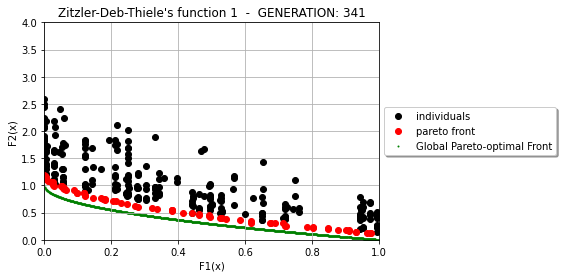 Zitzler-Deb-Thiele's function 1 - GENERATION: 341
4.0
3.5
3.0
2.5
2.0
1.5
1.0
0.5
0.0
F2(x)
0.0 0.2 0.4 0.6 0.8 1.0
F1(x)
individuals
pareto front
Global Pareto-optimal Front